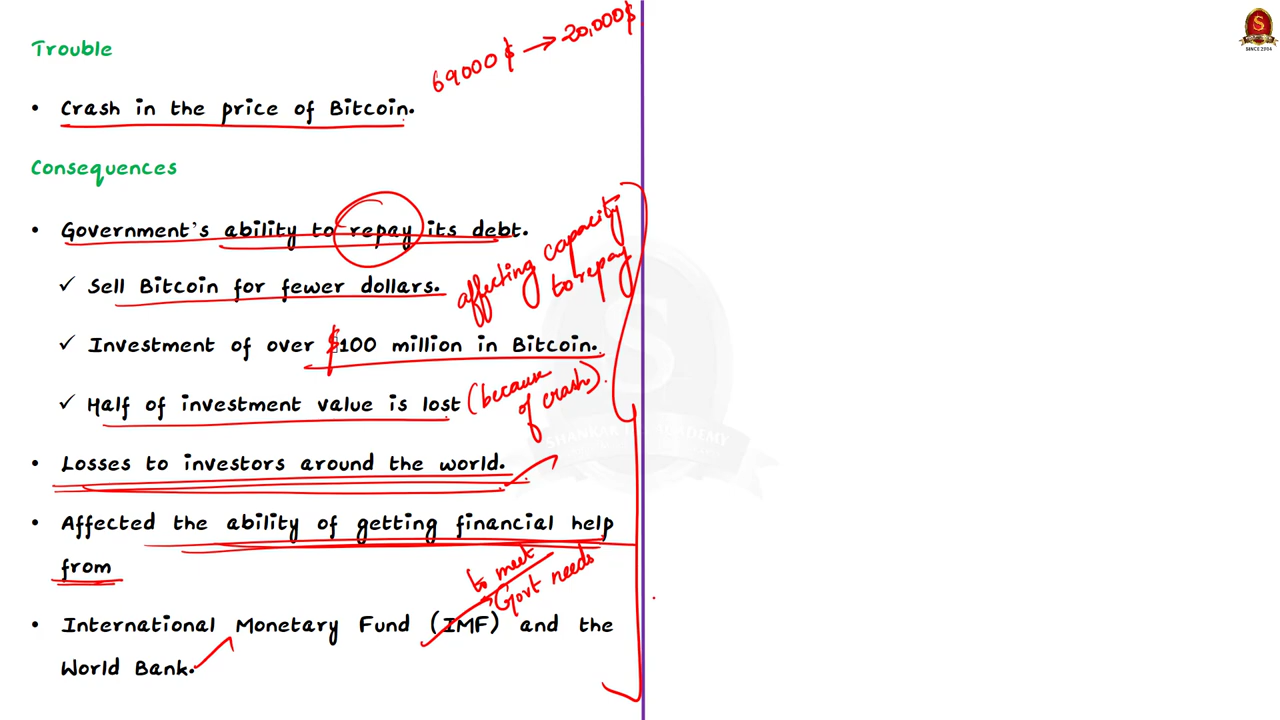 Trouble
69000 $ → 20,000 $
• Crash in the price of Bitcoin.
Consequences
• Government's ability to repay its debt.
affecting capacity
to repay
✓ Sell Bitcoin for fewer dollars.
✓ Investment of over $100 million in Bitcoin.
✓ Half of investment value is lost (because
of crash).
• Losses to investors around the world.
• Affected the ability of getting financial help
from
to meet
Govt needs
• International Monetary Fund (IMF) and the
World Bank.
SINCE 2004